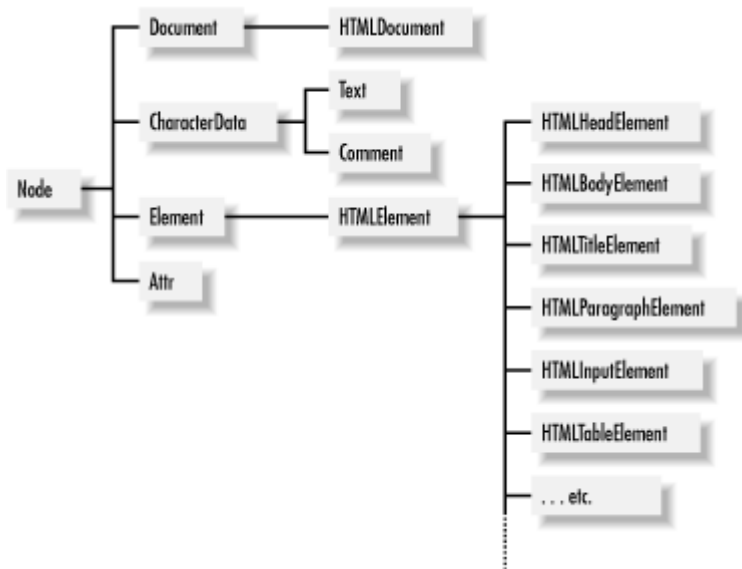 Node
Document
HTMLDocument
CharacterData
Text
Comment
Element
HTMLElement
HTMLHeadElement
HTMLBodyElement
HTMLTitleElement
HTMLParagraphElement
HTMLInputElement
HTMLTableElement
. . . etc.
Attr